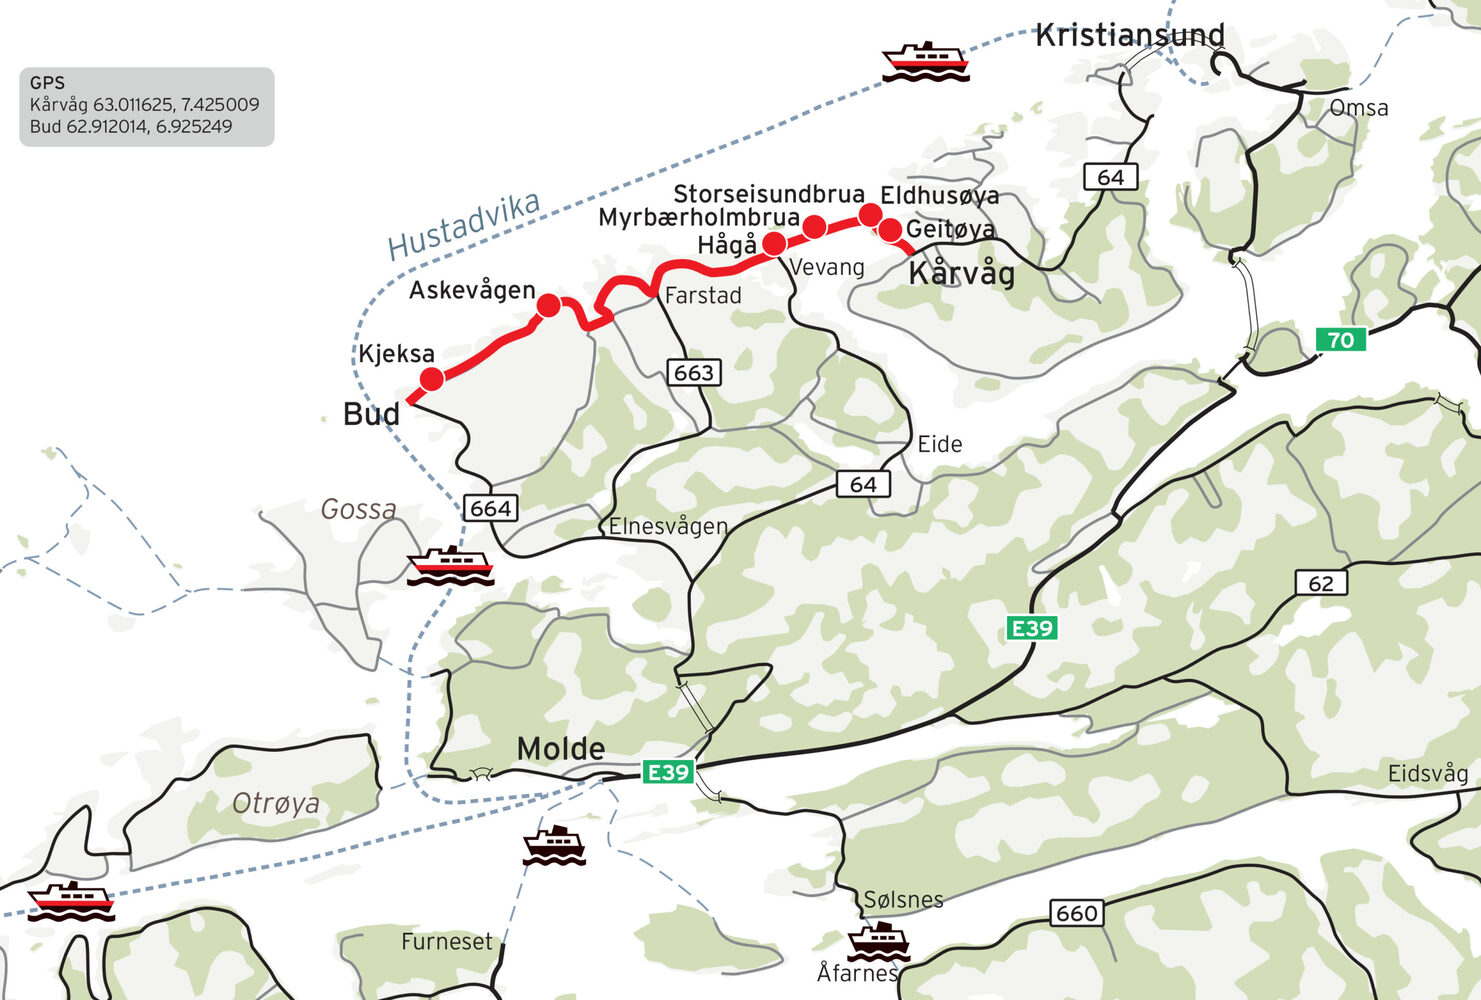 GPS
Kårvåg 63.011625, 7.425009
Bud 62.912014, 6.925249
Kristiansund
Omsa
64
Hustadvika
Storseisundbrua
Eldhusøya
Myrbærholmbrua
Geitøya
Hågå
Vevang
Kårvåg
Askevågen
Farstad
70
Kjeksa
663
Bud
Eide
64
Gossa
664
Elnesvågen
62
E39
Molde
E39
Eidsvåg
Otrøya
Sølsnes
660
Furneset
Åfarnes